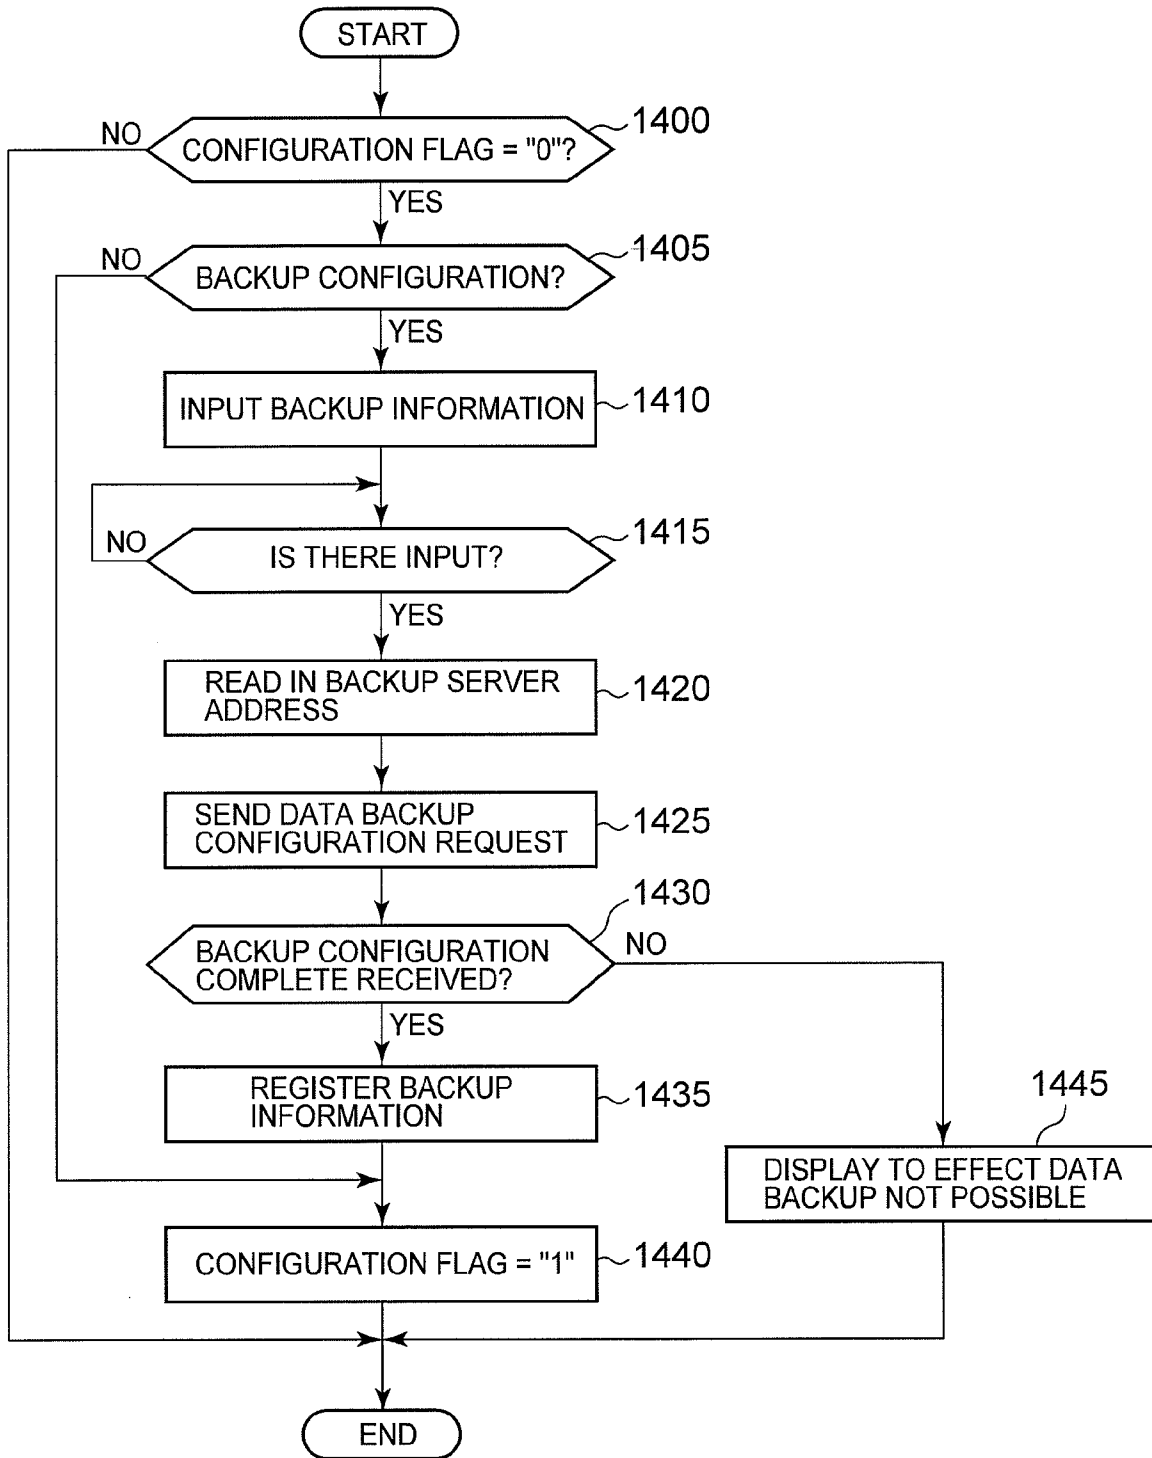 START
NO
CONFIGURATION FLAG = "0"?
1400
YES
NO
BACKUP CONFIGURATION?
1405
YES
INPUT BACKUP INFORMATION
1410
NO
IS THERE INPUT?
1415
YES
READ IN BACKUP SERVER
ADDRESS
1420
SEND DATA BACKUP
CONFIGURATION REQUEST
1425
BACKUP CONFIGURATION
COMPLETE RECEIVED?
1430
NO
YES
REGISTER BACKUP
INFORMATION
1435
1445
DISPLAY TO EFFECT DATA
BACKUP NOT POSSIBLE
CONFIGURATION FLAG = "1"
1440
END